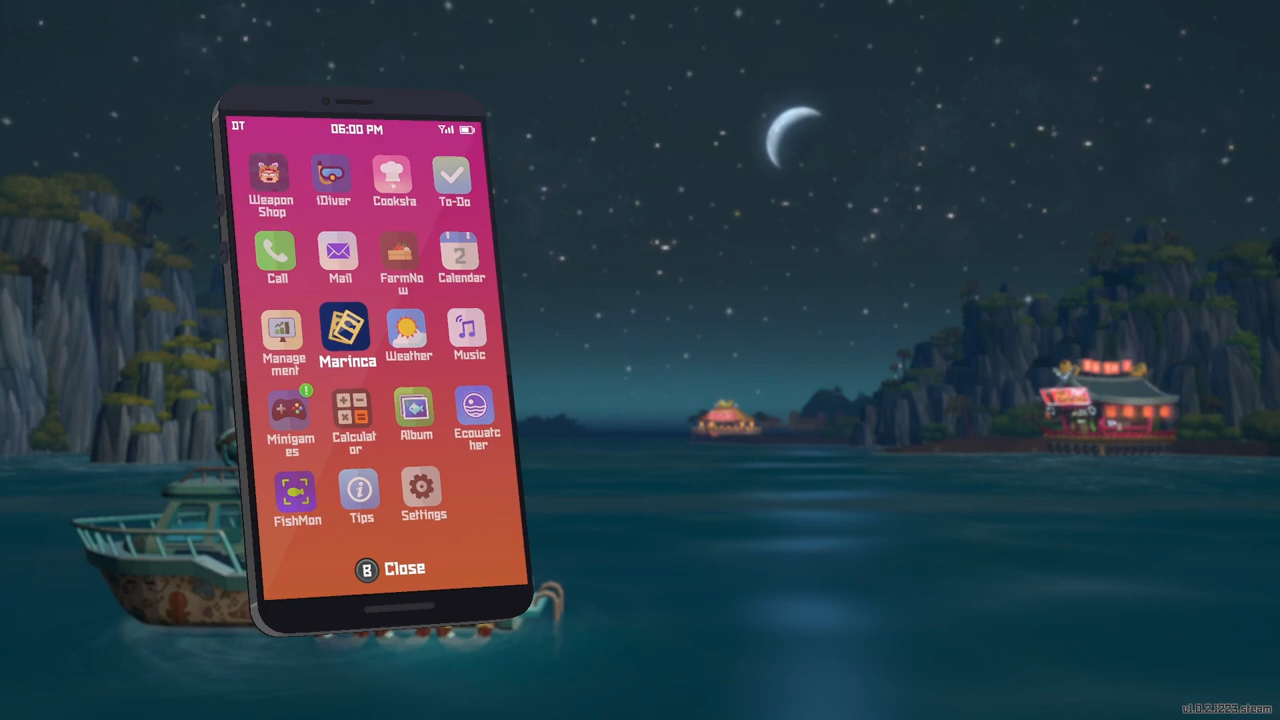 DT
06:00 PM
Weapon
Shop
iDiver
Cooksta
To-Do
Call
Mail
FarmNo
w
Calendar
2
Manage
ment
Marinca
Weather
Music
!
Minigam
es
Calculat
or
Album
Ecowatc
her
FishMon
Tips
Settings
B Close
v1.0.2.1223.steam